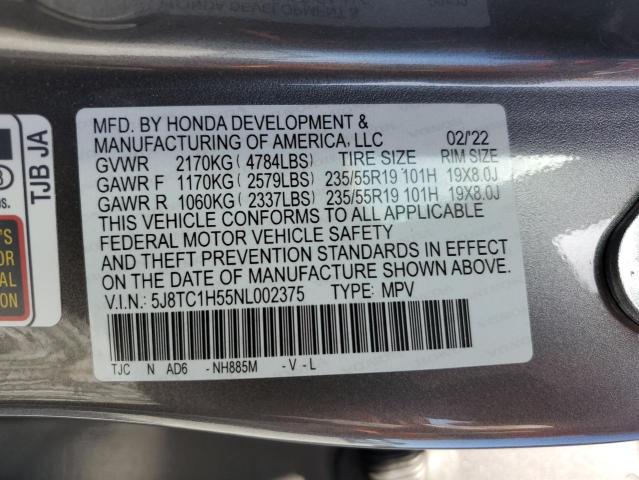 MFD. BY HONDA DEVELOPMENT &
MANUFACTURING OF AMERICA, LLC 02/'22
GVWR 2170KG (4784LBS) TIRE SIZE RIM SIZE
GAWR F 1170KG (2579LBS) 235/55R19 101H 19X8.0J
GAWR R 1060KG (2337LBS) 235/55R19 101H 19X8.0J
THIS VEHICLE CONFORMS TO ALL APPLICABLE
FEDERAL MOTOR VEHICLE SAFETY
AND THEFT PREVENTION STANDARDS IN EFFECT
ON THE DATE OF MANUFACTURE SHOWN ABOVE.
V.I.N.: 5J8TC1H55NL002375 TYPE: MPV
TJC N AD6 -NH885M -V-L
TJB JA